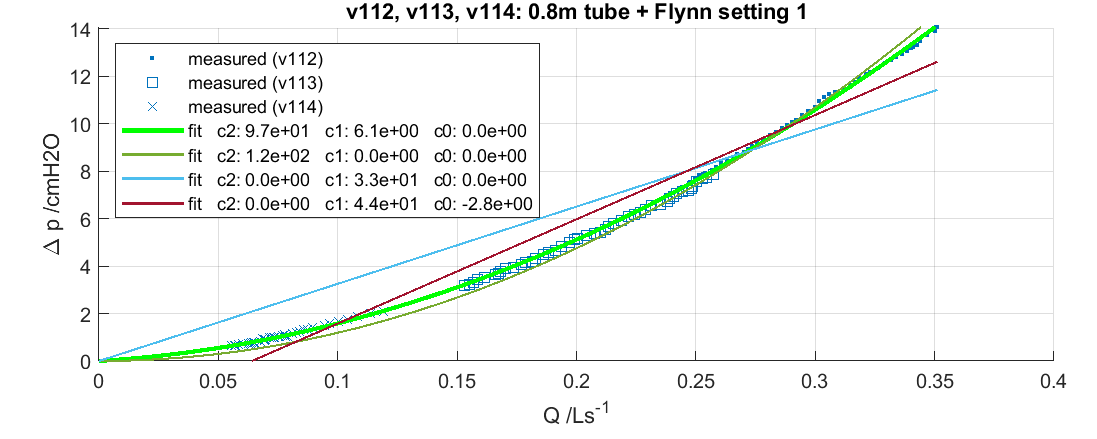 v112, v113, v114: 0.8m tube + Flynn setting 1
14
12
10
8
6
4
2
0
Δ p /cmH2O
measured (v112)
measured (v113)
measured (v114)
fit c2: 9.7e+01 c1: 6.1e+00 c0: 0.0e+00
fit c2: 1.2e+02 c1: 0.0e+00 c0: 0.0e+00
fit c2: 0.0e+00 c1: 3.3e+01 c0: 0.0e+00
fit c2: 0.0e+00 c1: 4.4e+01 c0: -2.8e+00
0 0.05 0.1 0.15 0.2 0.25 0.3 0.35 0.4
Q /Ls⁻¹